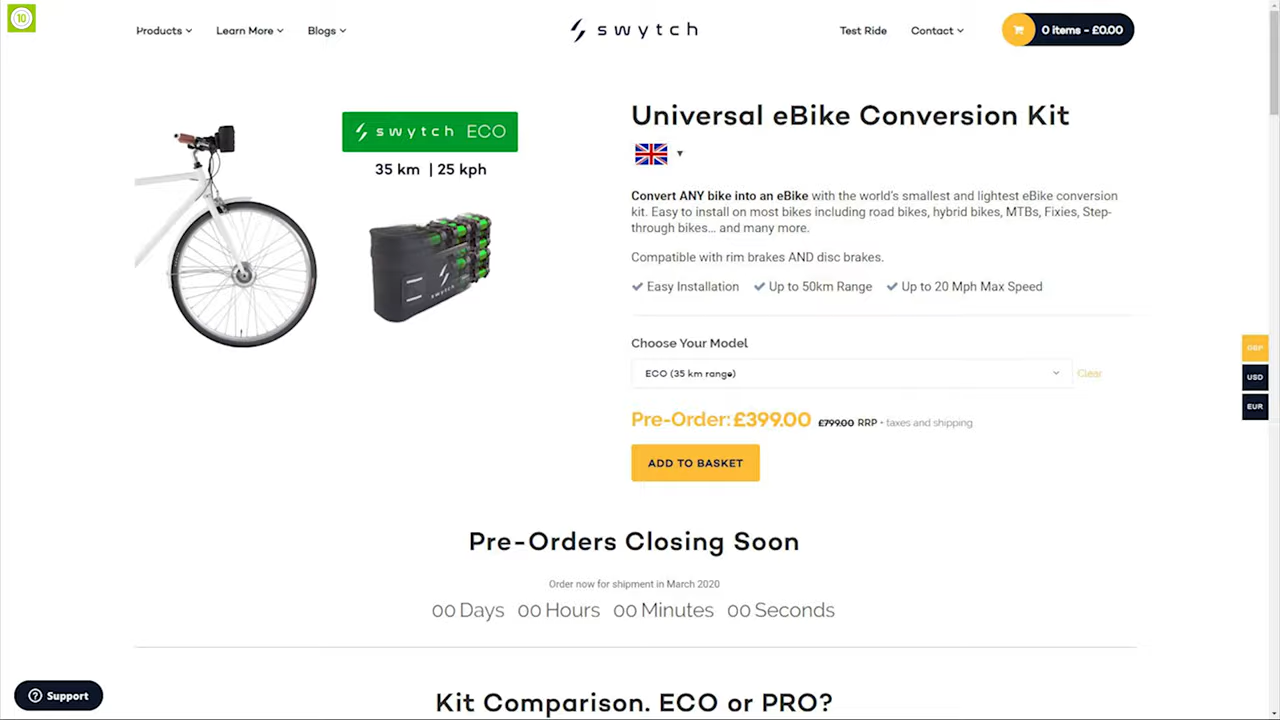 10
Products
Learn More
Blogs
swytch
Test Ride
Contact
0 items - £0.00
swytch ECO
35 km | 25 kph
swytch
Universal eBike Conversion Kit
Convert ANY bike into an eBike with the world's smallest and lightest eBike conversion
kit. Easy to install on most bikes including road bikes, hybrid bikes, MTBs, Fixies, Step-
through bikes... and many more.
Compatible with rim brakes AND disc brakes.
Easy Installation
Up to 50km Range
Up to 20 Mph Max Speed
Choose Your Model
ECO (35 km range)
Clear
Pre-Order: £399.00 £799.00 RRP - taxes and shipping
ADD TO BASKET
GBP
USD
EUR
Pre-Orders Closing Soon
Order now for shipment in March 2020
00 Days 00 Hours 00 Minutes 00 Seconds
Support
Kit Comparison. ECO or PRO?